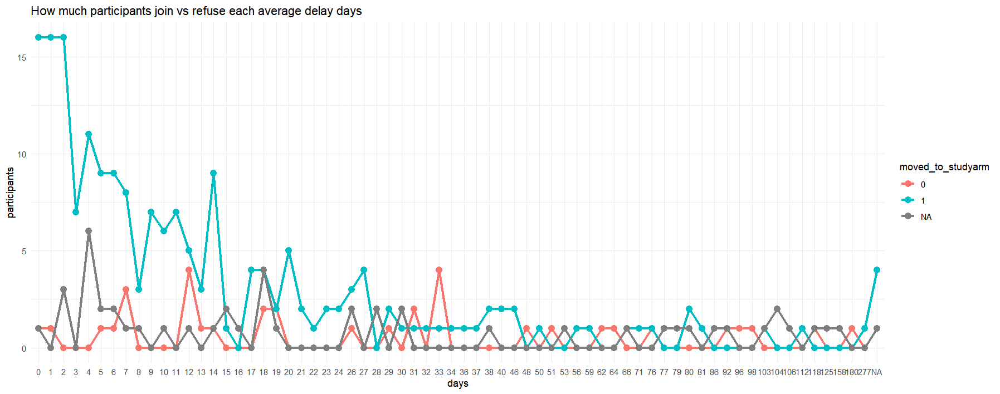 How much participants join vs refuse each average delay days
15
10
5
0
participants
0 1 2 3 4 5 6 7 8 9 10 11 12 13 14 15 16 17 18 19 20 21 22 23 24 26 27 28 29 30 31 32 33 34 36 37 38 40 46 48 50 51 53 56 59 62 64 66 71 76 77 79 80 81 86 92 96 98 103 104 106 112 118 125 158 180 277 NA
days
moved_to_studyarm
0
1
NA